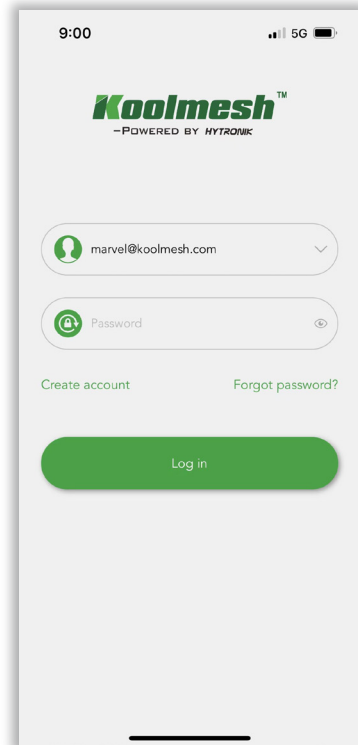 9:00 5G
Koolmesh™
–POWERED BY HYTRONIK
marvel@koolmesh.com
Password
Create account Forgot password?
Log in